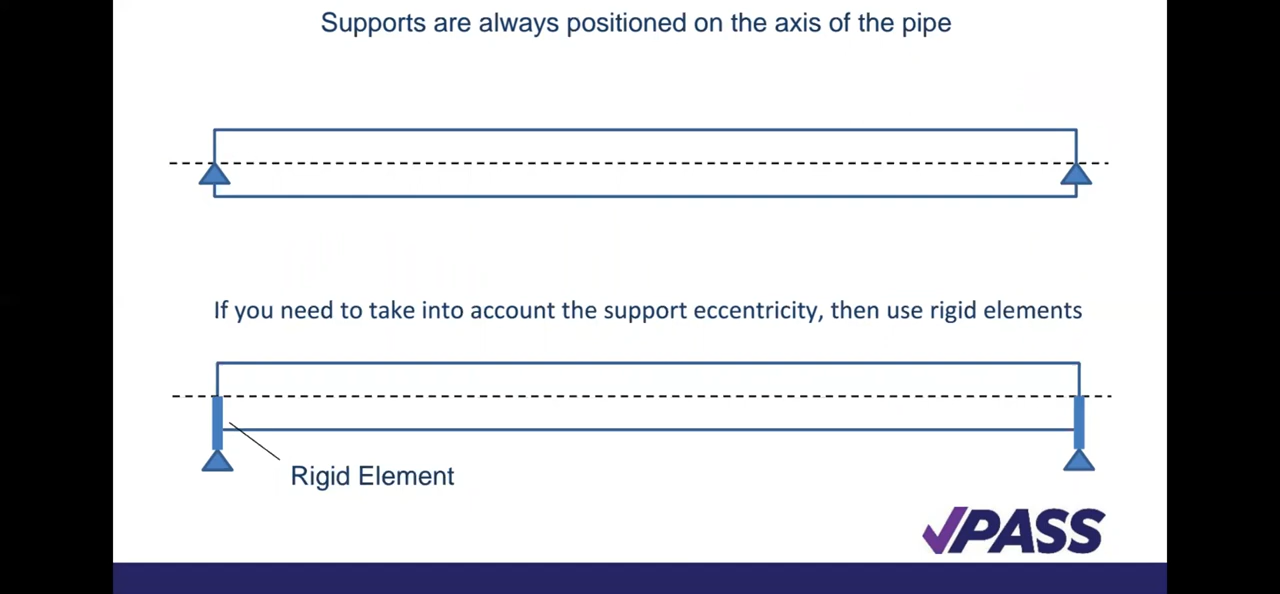 Supports are always positioned on the axis of the pipe
If you need to take into account the support eccentricity, then use rigid elements
Rigid Element
PASS